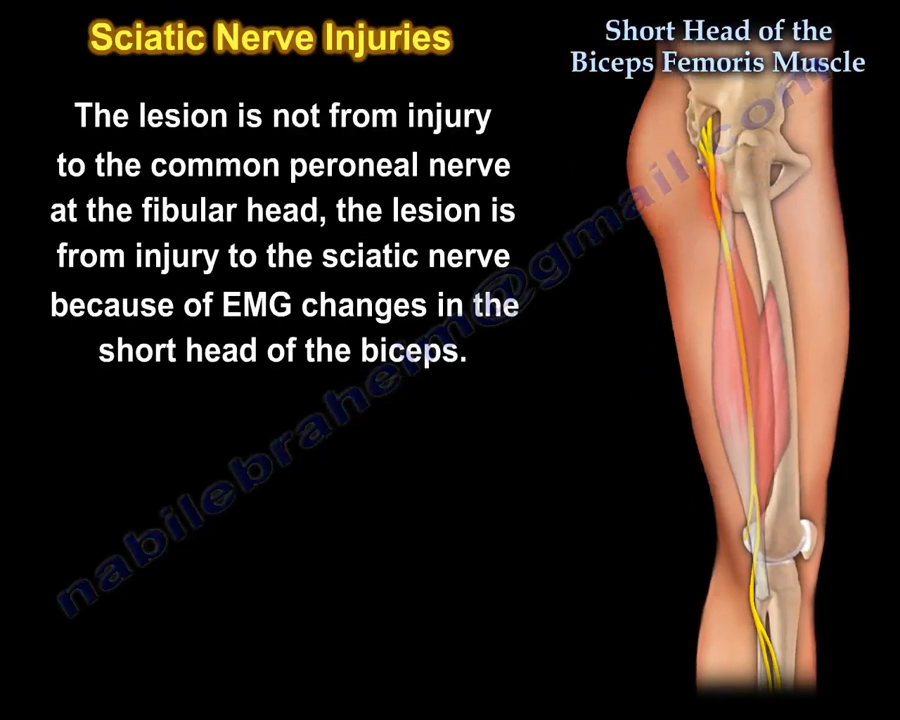 Sciatic Nerve Injuries
The lesion is not from injury
to the common peroneal nerve
at the fibular head, the lesion is
from injury to the sciatic nerve
because of EMG changes in the
short head of the biceps.
Short Head of the
Biceps Femoris Muscle
nabilebraheim@gmail.com